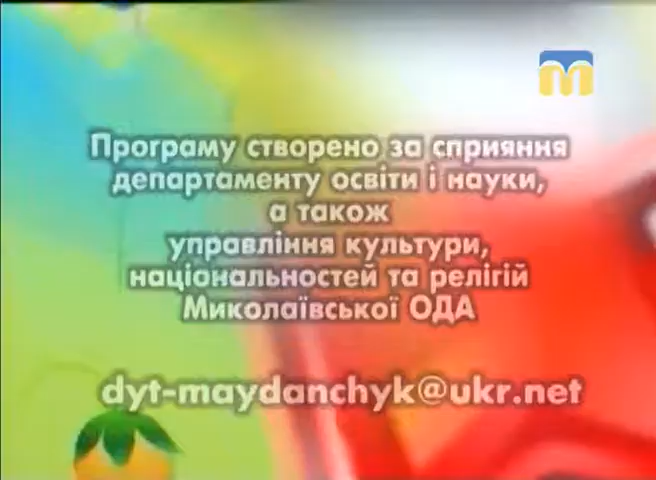 Програму створено за сприяння
департаменту освіти і науки,
а також
управління культури,
національностей та релігій
Миколаївської ОДА
dyt-maydanchyk@ukr.net